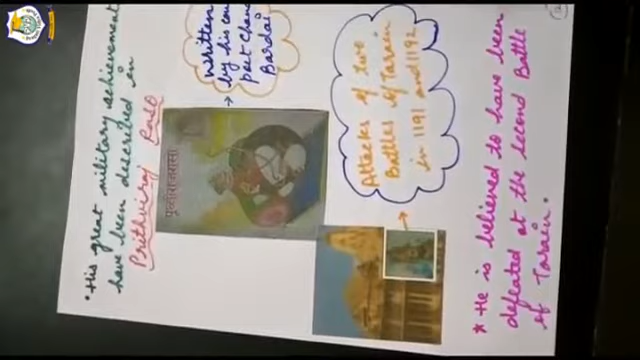 • His great military achievement
have been described in
Prithviraj Raso
written
by his
poet Chand
Bardai
पृथ्वीराज रासो
Attacks of two
Battles of Tarain
in 1191 and 1192
* He is believed to have been
defeated at the second Battle
of Tarain.